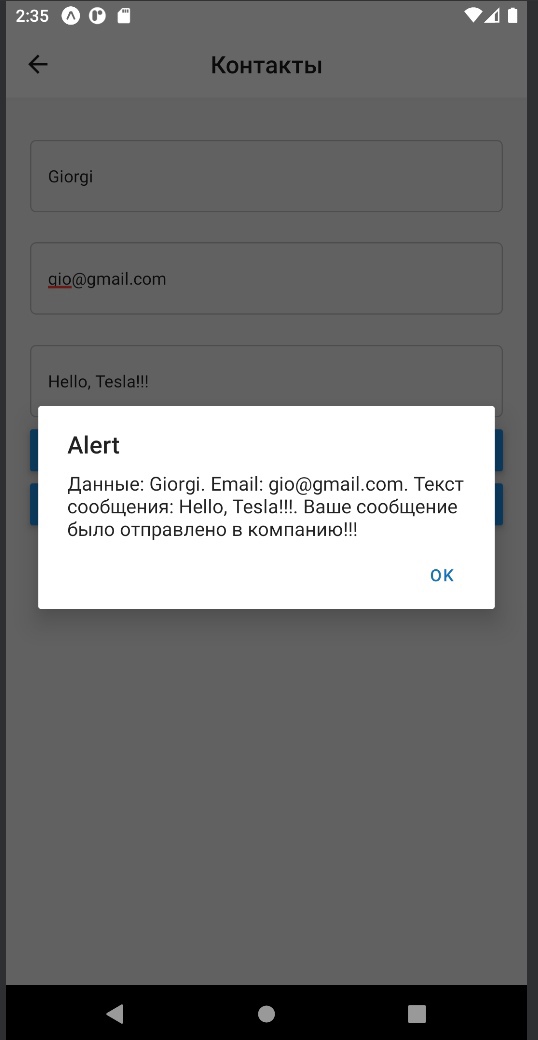 2:35
Контакты
Giorgi
gio@gmail.com
Hello, Tesla!!!
Alert
Данные: Giorgi. Email: gio@gmail.com. Текст
сообщения: Hello, Tesla!!!. Ваше сообщение
было отправлено в компанию!!!
OK